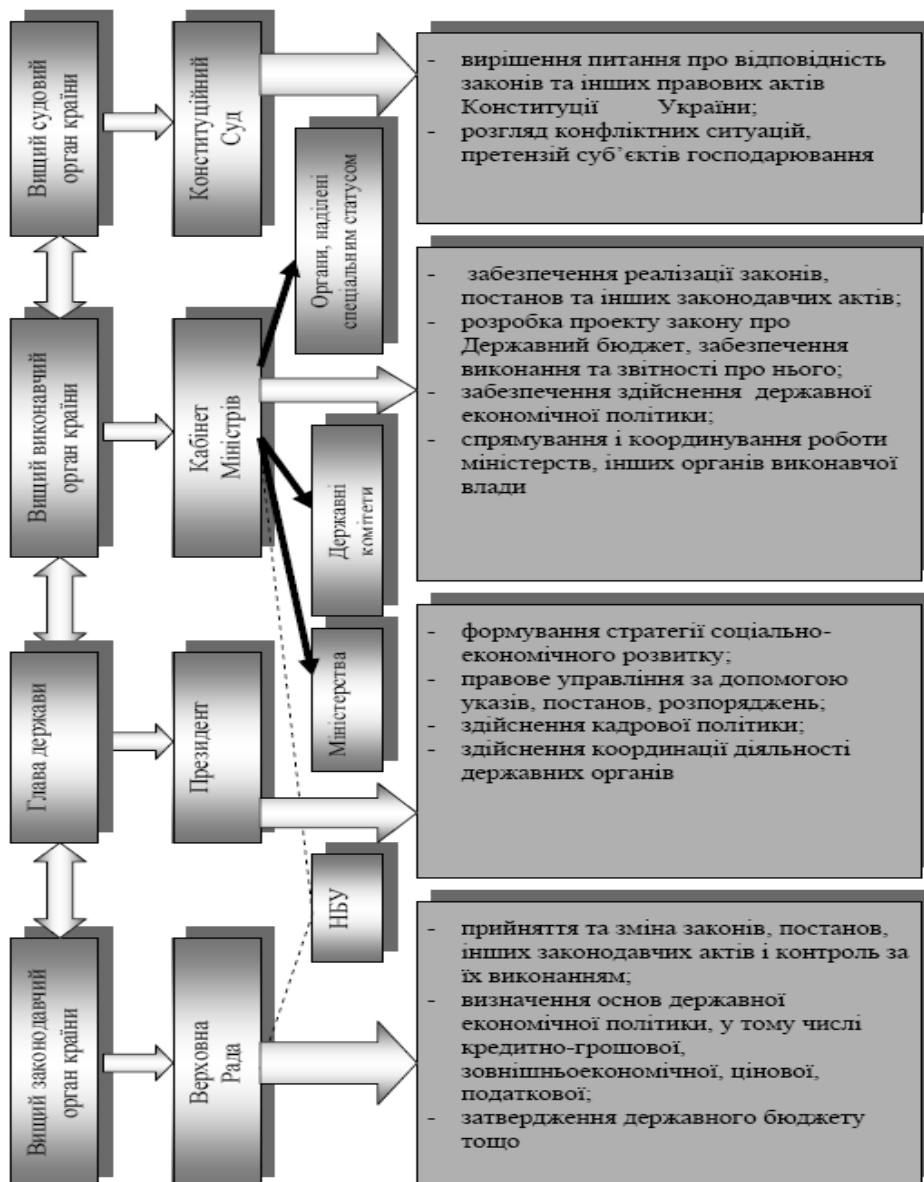 Вищий судовий
орган країни
Конституційний
Суд
- вирішення питання про відповідність
законів та інших правових актів
Конституції України;
- розгляд конфліктних ситуацій,
претензій суб’єктів господарювання
Органи, наділені
спеціальним статусом
Вищий виконавчий
орган країни
Кабінет
Міністрів
- забезпечення реалізації законів,
постанов та інших законодавчих актів;
- розробка проекту закону про
Державний бюджет, забезпечення
виконання та звітності про нього;
- забезпечення здійснення державної
економічної політики;
- спрямування і координування роботи
міністерств, інших органів виконавчої
влади
Державні
комітети
Міністерства
Глава держави
Президент
- формування стратегії соціально-
економічного розвитку;
- правове управління за допомогою
указів, постанов, розпоряджень;
- здійснення кадрової політики;
- здійснення координації діяльності
державних органів
НБУ
Вищий законодавчий
орган країни
Верховна
Рада
- прийняття та зміна законів, постанов,
інших законодавчих актів і контроль за
їх виконанням;
- визначення основ державної
економічної політики, у тому числі
кредитно-грошової,
зовнішньоекономічної, цінової,
податкової;
- затвердження державного бюджету
тощо